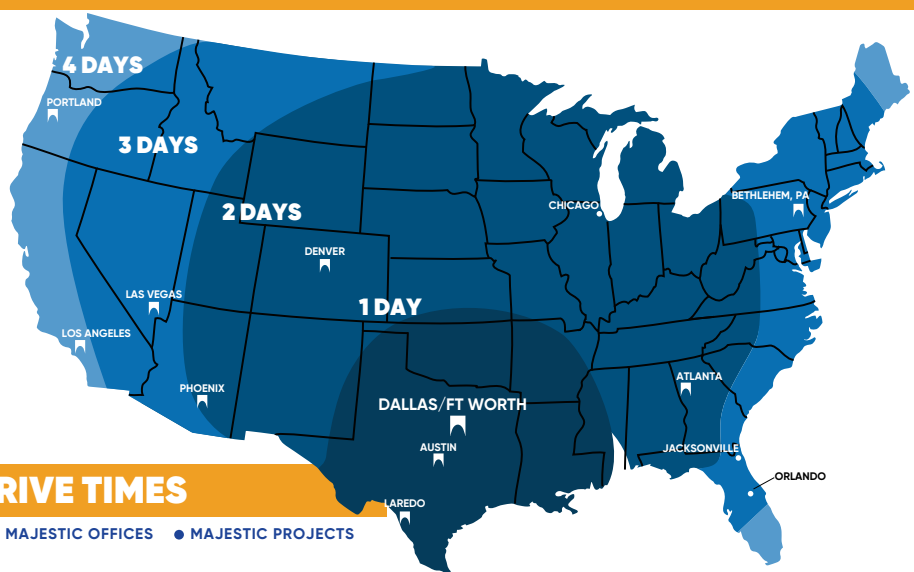 4 DAYS
PORTLAND
3 DAYS
BETHLEHEM, PA
CHICAGO
2 DAYS
DENVER
LAS VEGAS
1 DAY
LOS ANGELES
ATLANTA
PHOENIX
DALLAS/FT WORTH
AUSTIN
JACKSONVILLE
ORLANDO
RIVE TIMES
LAREDO
MAJESTIC OFFICES
MAJESTIC PROJECTS